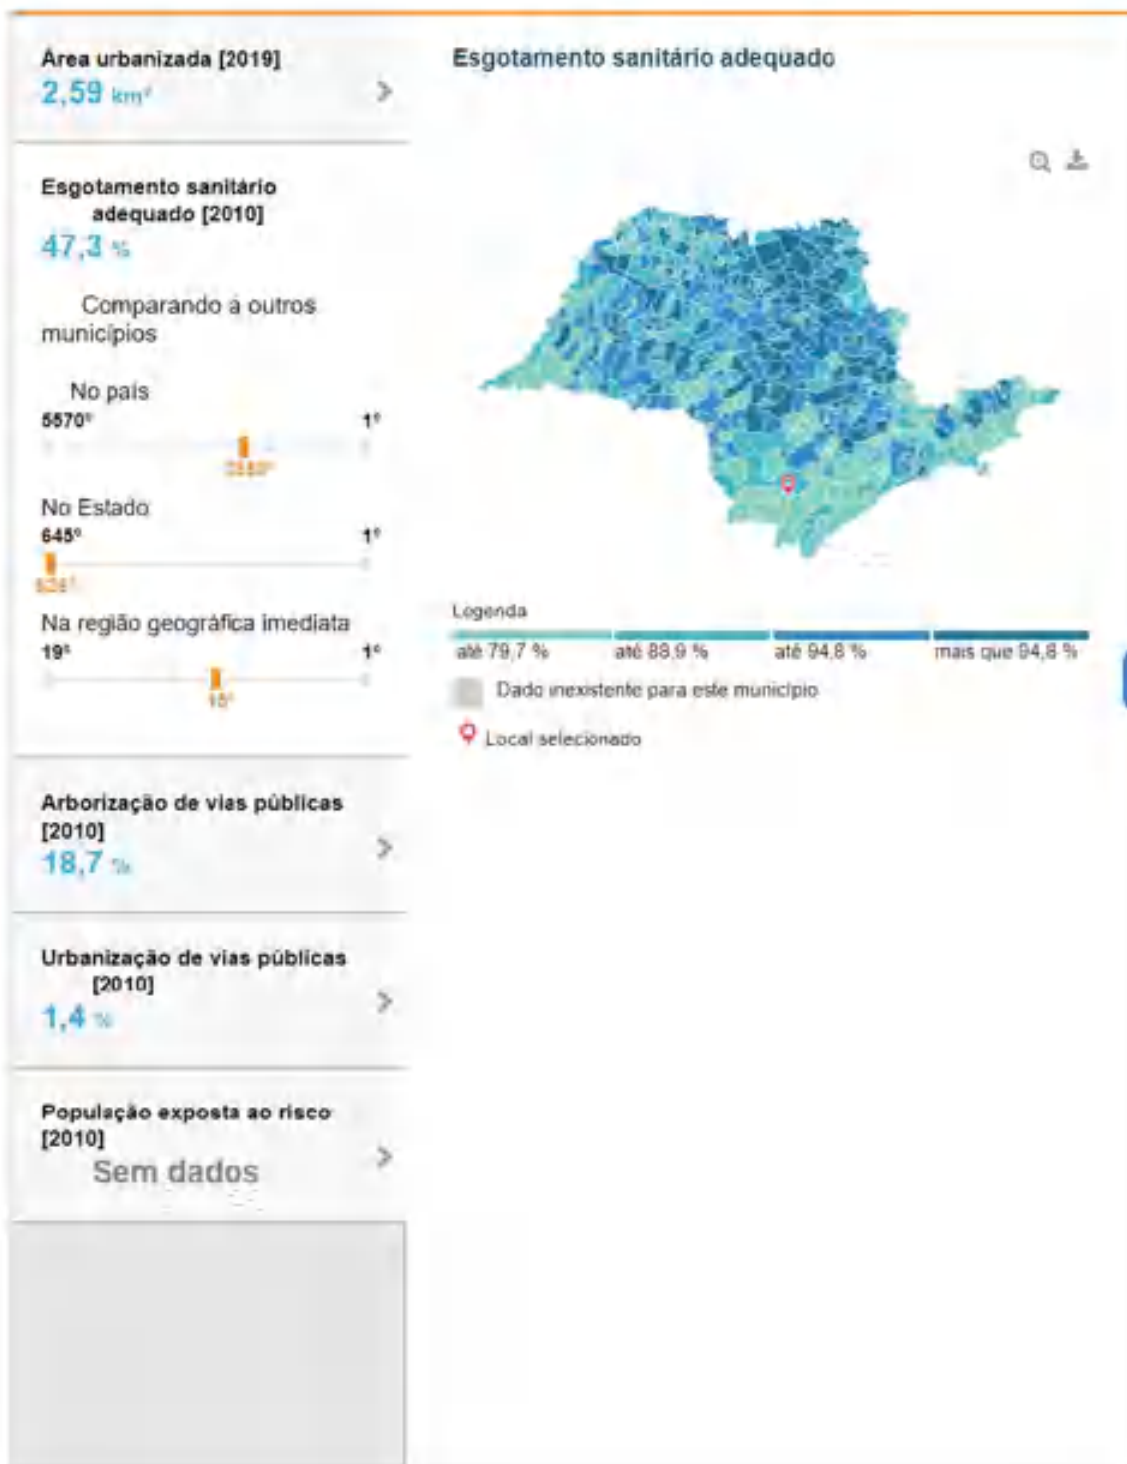 Área urbanizada [2019]
2,59 km²
Esgotamento sanitário
adequado [2010]
47,3 %
Comparando a outros
municípios
No país
5570º
1º
No Estado
645º
1º
Na região geográfica imediata
19º
1º
10º
Arborização de vias públicas
[2010]
18,7 %
Urbanização de vias públicas
[2010]
1,4 %
População exposta ao risco
[2010]
Sem dados
Esgotamento sanitário adequado
Legenda
até 79,7 %
até 88,9 %
até 94,8 %
mais que 94,8 %
Dado inexistente para este município
Local selecionado